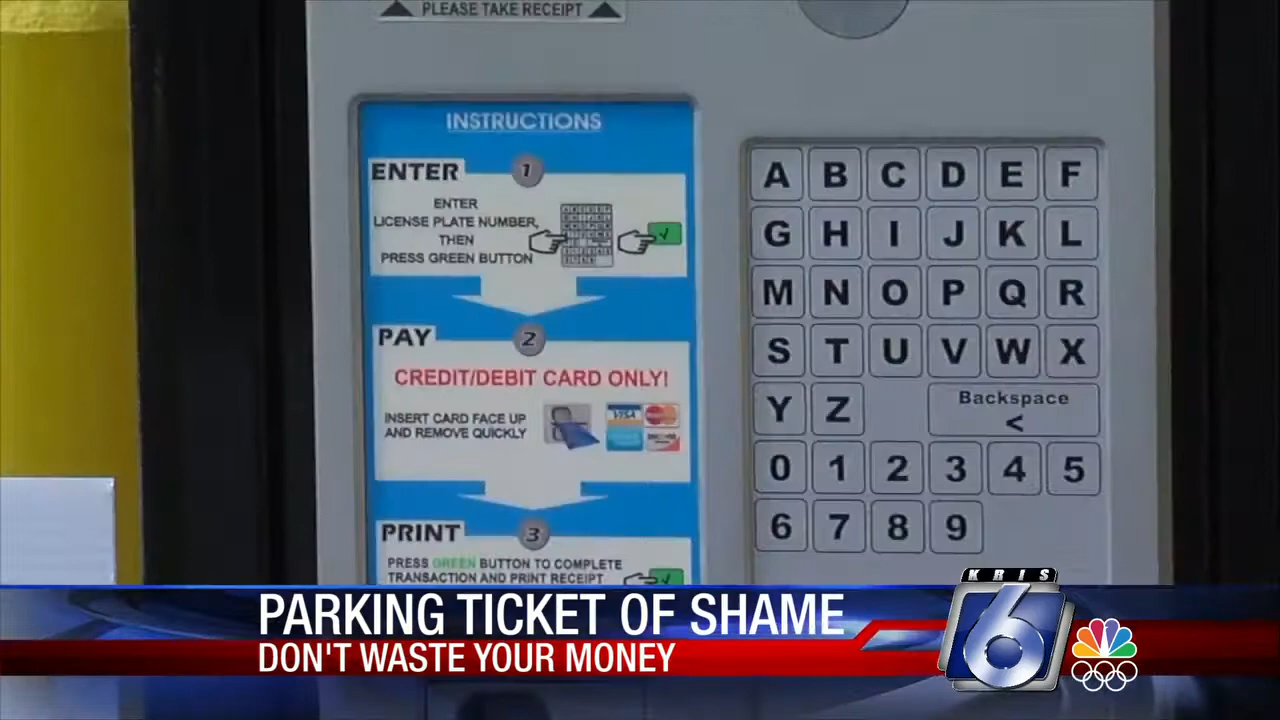 PLEASE TAKE RECEIPT
INSTRUCTIONS
ENTER 1
ENTER
LICENSE PLATE NUMBER,
THEN
PRESS GREEN BUTTON
PAY 2
CREDIT/DEBIT CARD ONLY!
INSERT CARD FACE UP
AND REMOVE QUICKLY
VISA
PRINT 3
PRESS GREEN BUTTON TO COMPLETE
TRANSACTION AND PRINT RECEIPT
A B C D E F
G H I J K L
M N O P Q R
S T U V W X
Y Z Backspace
<
0 1 2 3 4 5
6 7 8 9
PARKING TICKET OF SHAME
DON'T WASTE YOUR MONEY
KRIS
6